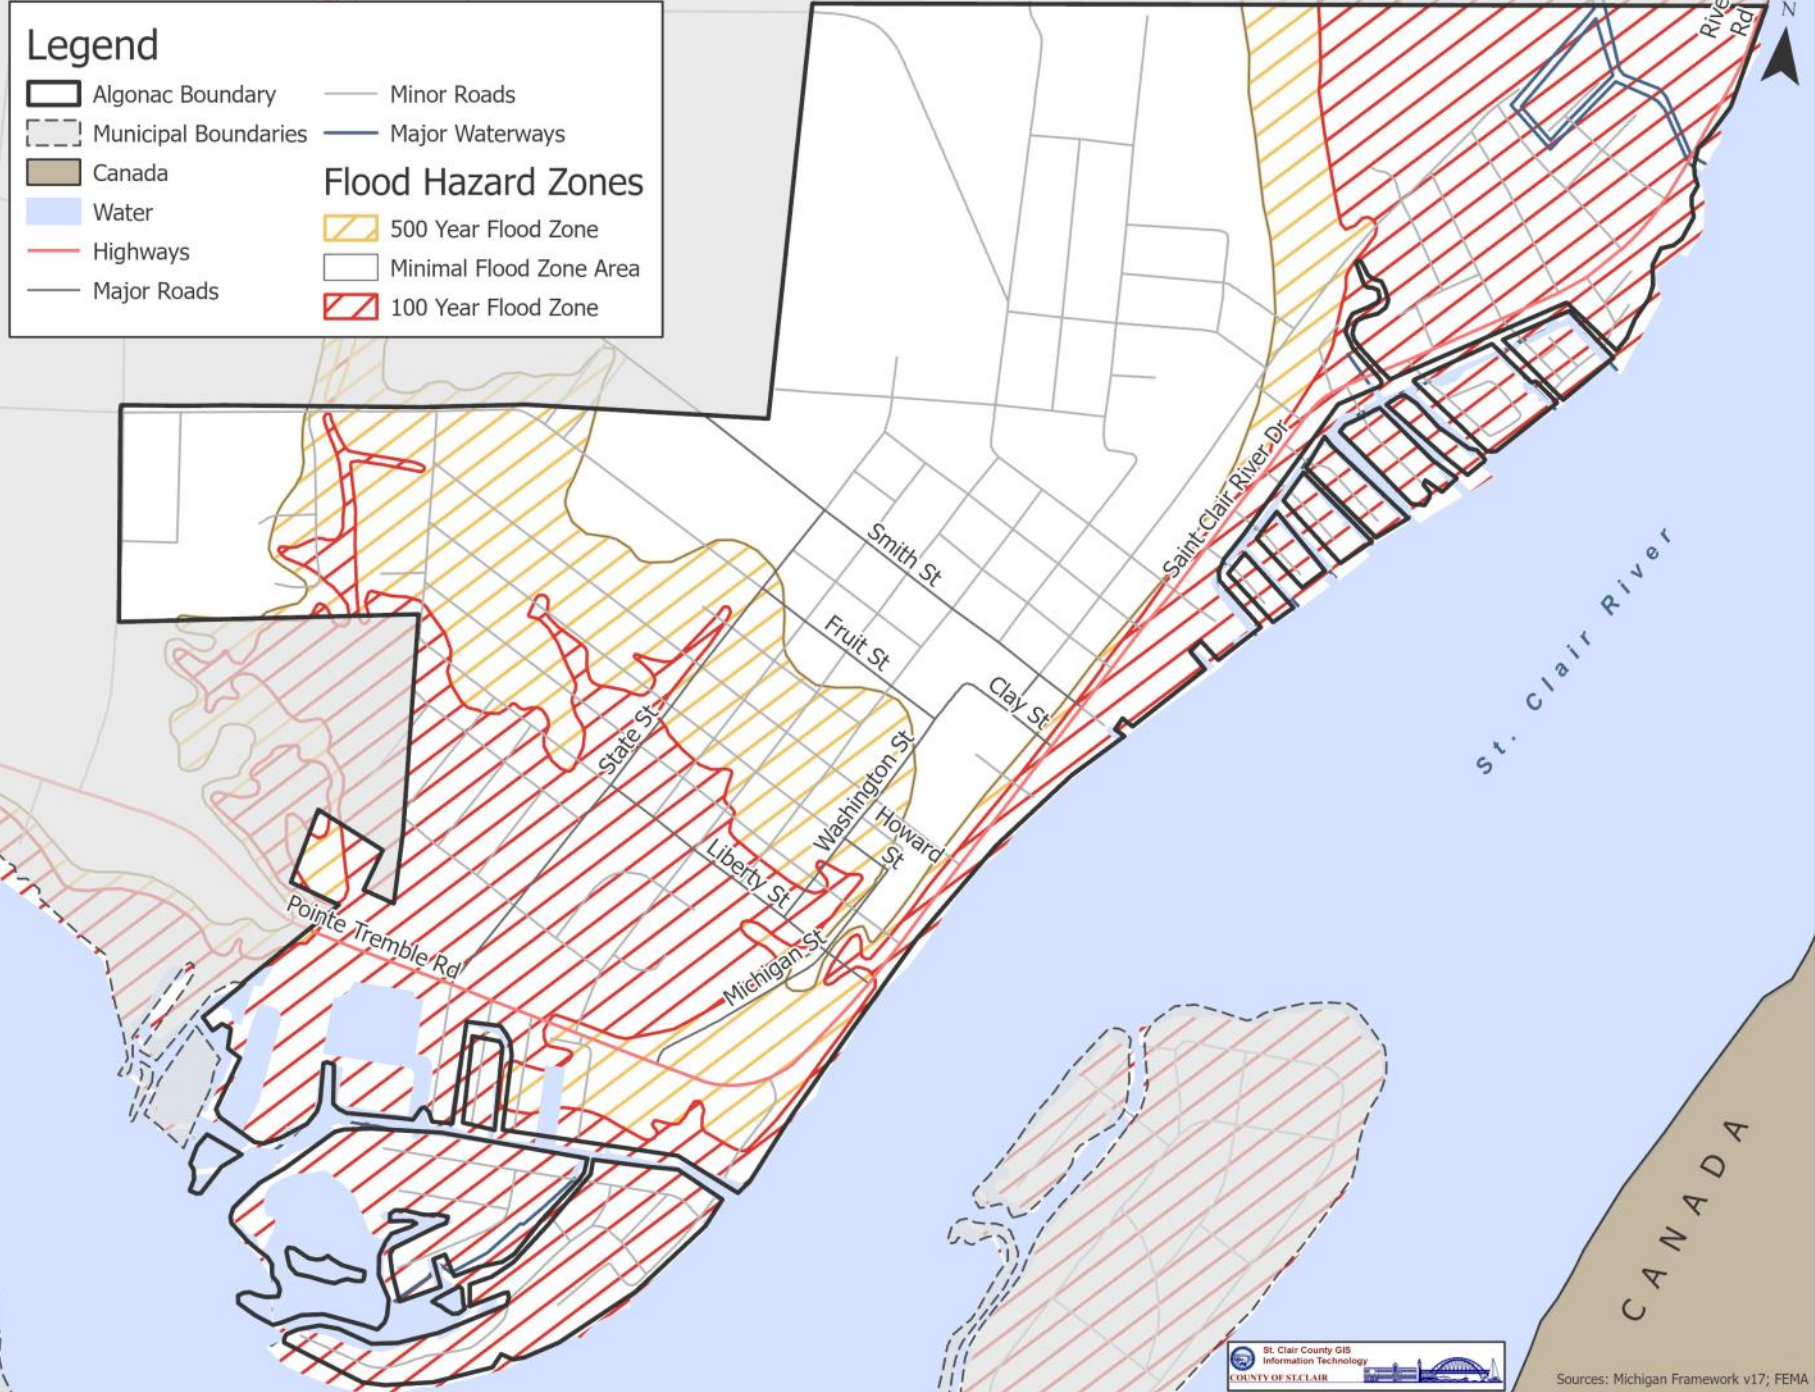 Legend
Algonac Boundary
Municipal Boundaries
Canada
Water
Highways
Major Roads
Minor Roads
Major Waterways
Flood Hazard Zones
500 Year Flood Zone
Minimal Flood Zone Area
100 Year Flood Zone
River
Rd
N
Saint Clair River Dr
Smith St
Fruit St
Clay St
State St
Washington St
Howard
St
Liberty St
Michigan St
Pointe Tremble Rd
St. Clair River
CANADA
St. Clair County GIS
Information Technology
COUNTY OF ST.CLAIR
Sources: Michigan Framework v17; FEMA